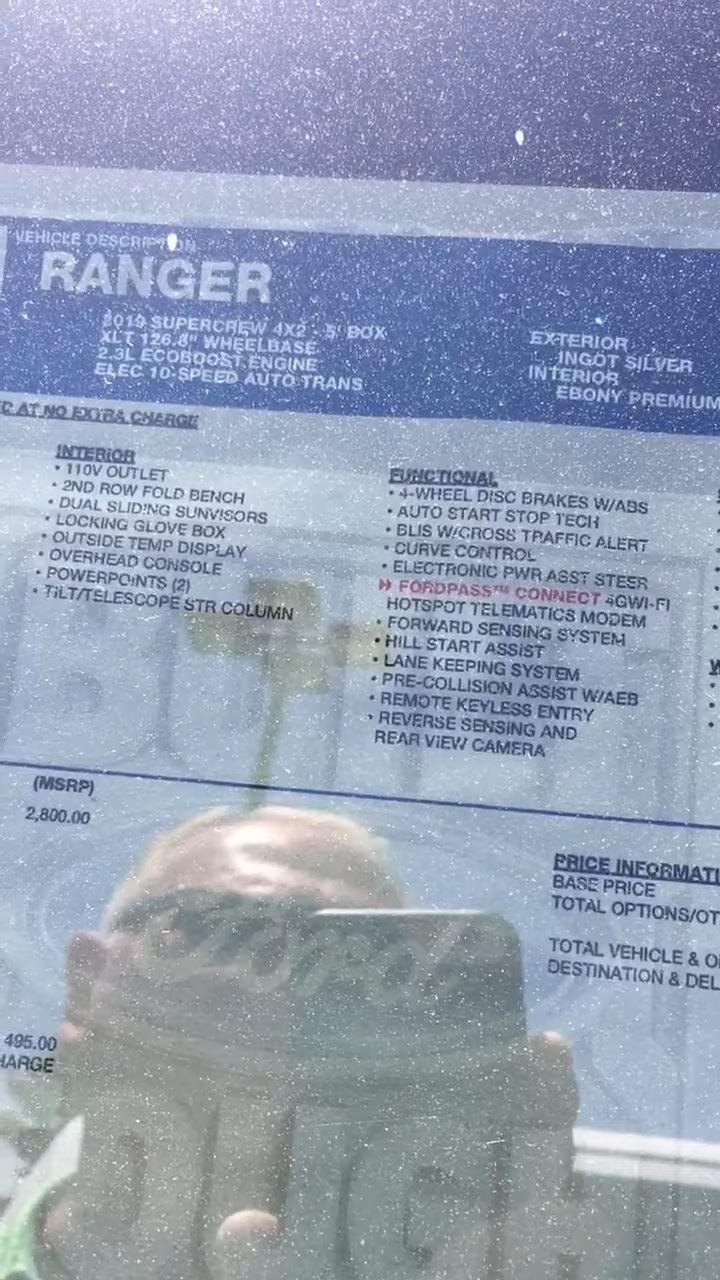 VEHICLE DESCRIPTION
RANGER
2019 SUPERCREW 4X2 - 5' BOX
XLT 126.8" WHEELBASE
2.3L ECOBOOST ENGINE
ELEC 10-SPEED AUTO TRANS
EXTERIOR
INGOT SILVER
INTERIOR
EBONY PREMIUM
AT NO EXTRA CHARGE
INTERIOR
• 110V OUTLET
• 2ND ROW FOLD BENCH
• DUAL SLIDING SUNVISORS
• LOCKING GLOVE BOX
• OUTSIDE TEMP DISPLAY
• OVERHEAD CONSOLE
• POWERPOINTS (2)
• TILT/TELESCOPE STR COLUMN
FUNCTIONAL
• 4-WHEEL DISC BRAKES W/ABS
• AUTO START STOP TECH
• BLIS W/CROSS TRAFFIC ALERT
• CURVE CONTROL
• ELECTRONIC PWR ASST STEER
FORDPASS™ CONNECT 4GWI-FI
HOTSPOT TELEMATICS MODEM
• FORWARD SENSING SYSTEM
• HILL START ASSIST
• LANE KEEPING SYSTEM
• PRE-COLLISION ASSIST W/AEB
• REMOTE KEYLESS ENTRY
• REVERSE SENSING AND
REAR VIEW CAMERA
(MSRP)
2,800.00
PRICE INFORMATI
BASE PRICE
TOTAL OPTIONS/OT
TOTAL VEHICLE & O
DESTINATION & DEL
495.00
HARGE
BUILT
Ford
TOUGH